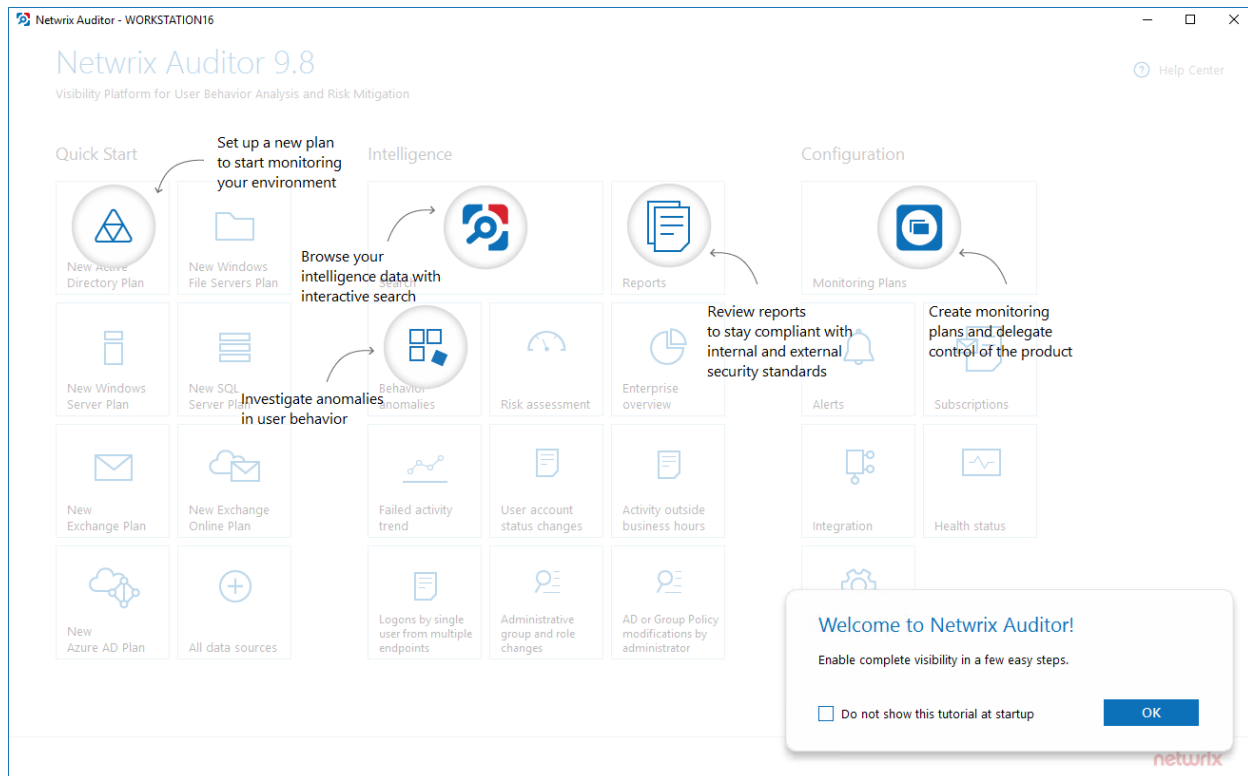 Netwrix Auditor - WORKSTATION16
Netwrix Auditor 9.8
Visibility Platform for User Behavior Analysis and Risk Mitigation
Help Center
Quick Start
Set up a new plan
to start monitoring
your environment
New Active
Directory Plan
New Windows
File Servers Plan
New Windows
Server Plan
New SQL
Server Plan
New
Exchange Plan
New Exchange
Online Plan
New
Azure AD Plan
All data sources
Intelligence
Browse your
intelligence data with
interactive search
Search
Reports
Review reports
to stay compliant with
internal and external
security standards
Investigate anomalies
in user behavior
Behavior
anomalies
Risk assessment
Enterprise
overview
Failed activity
trend
User account
status changes
Activity outside
business hours
Logons by single
user from multiple
endpoints
Administrative
group and role
changes
AD or Group Policy
modifications by
administrator
Configuration
Monitoring Plans
Create monitoring
plans and delegate
control of the product
Alerts
Subscriptions
Integration
Health status
Welcome to Netwrix Auditor!
Enable complete visibility in a few easy steps.
Do not show this tutorial at startup
OK
netwrix